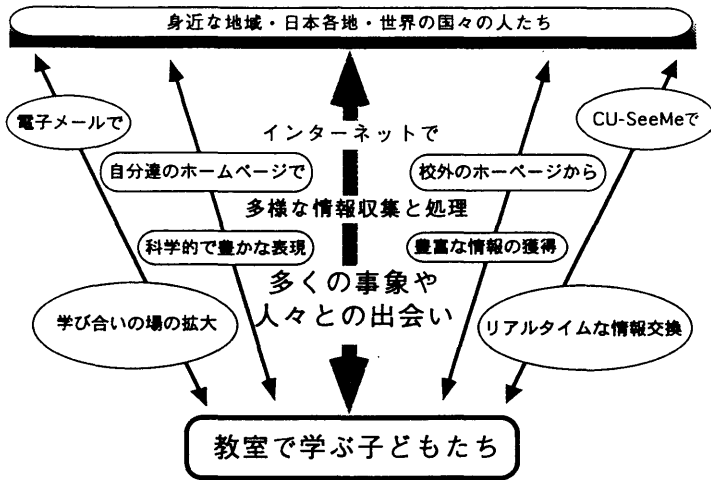 身近な地域・日本各地・世界の国々の人たち
電子メールで
CU-SeeMeで
インターネットで
自分達のホームページで
校外のホーページから
多様な情報収集と処理
科学的で豊かな表現
豊富な情報の獲得
多くの事象や
人々との出会い
学び合いの場の拡大
リアルタイムな情報交換
教室で学ぶ子どもたち